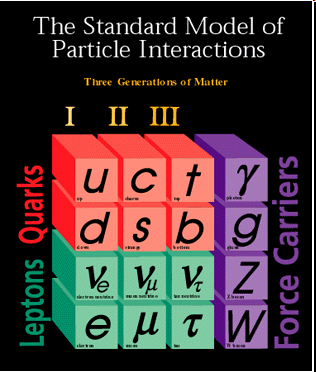 The Standard Model of
Particle Interactions
Three Generations of Matter
I II III
Quarks
Leptons
Force Carriers
u c t γ
up charm top photon
d s b g
down strange bottom gluon
νe νμ ντ Z
electron neutrino muon neutrino tau neutrino Z boson
e μ τ W
electron muon tau W boson